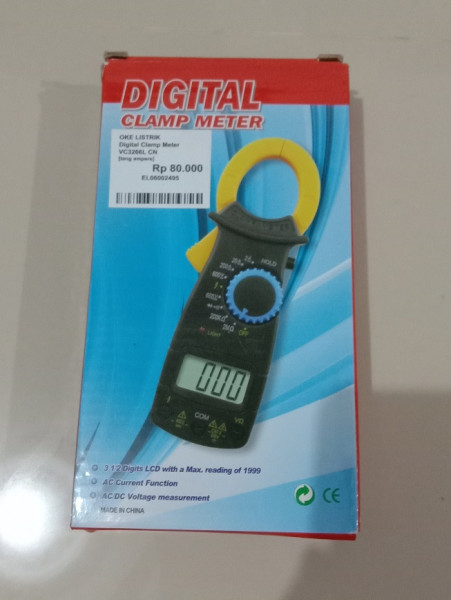 DIGITAL
CLAMP METER
OKE LISTRIK
Digital Clamp Meter
VC3266L CN
[tang ampere]
Rp 80.000
EL06002495
HOLD
OFF
000
COM
VΩ
3 1/2 Digits LCD with a Max. reading of 1999
AC Current Function
AC/DC Voltage measurement
MADE IN CHINA
CE